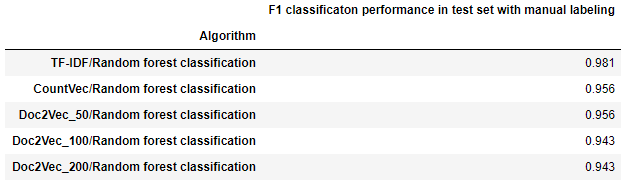 F1 classificaton performance in test set with manual labeling
Algorithm
TF-IDF/Random forest classification 0.981
CountVec/Random forest classification 0.956
Doc2Vec_50/Random forest classification 0.956
Doc2Vec_100/Random forest classification 0.943
Doc2Vec_200/Random forest classification 0.943